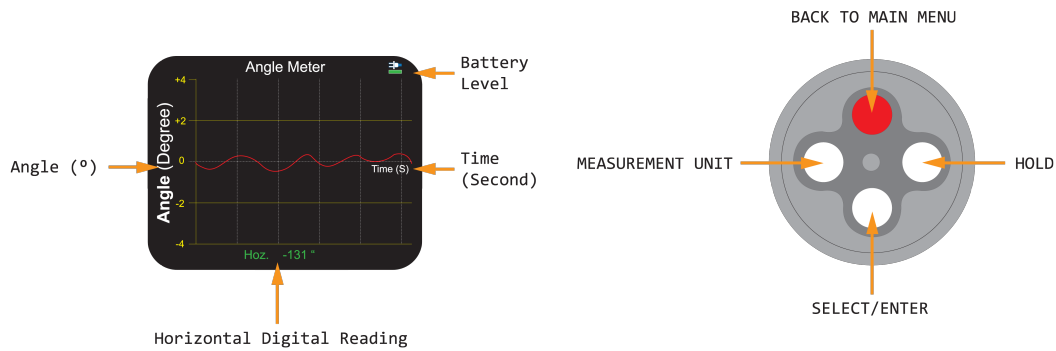 Angle Meter
Battery
Level
+4
+2
0
-2
-4
Angle (Degree)
Angle (º)
Time (S)
Time
(Second)
Hoz. -131 “
Horizontal Digital Reading
BACK TO MAIN MENU
MEASUREMENT UNIT
HOLD
SELECT/ENTER